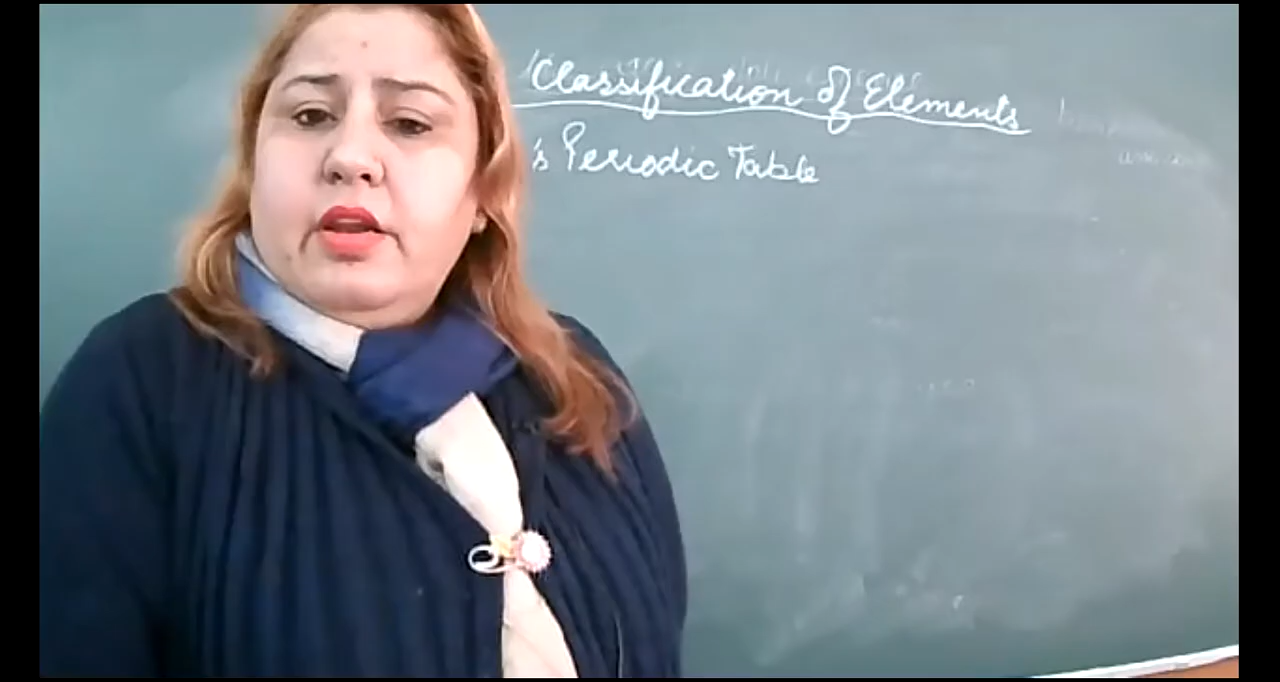 Classification of Elements
's Periodic Table